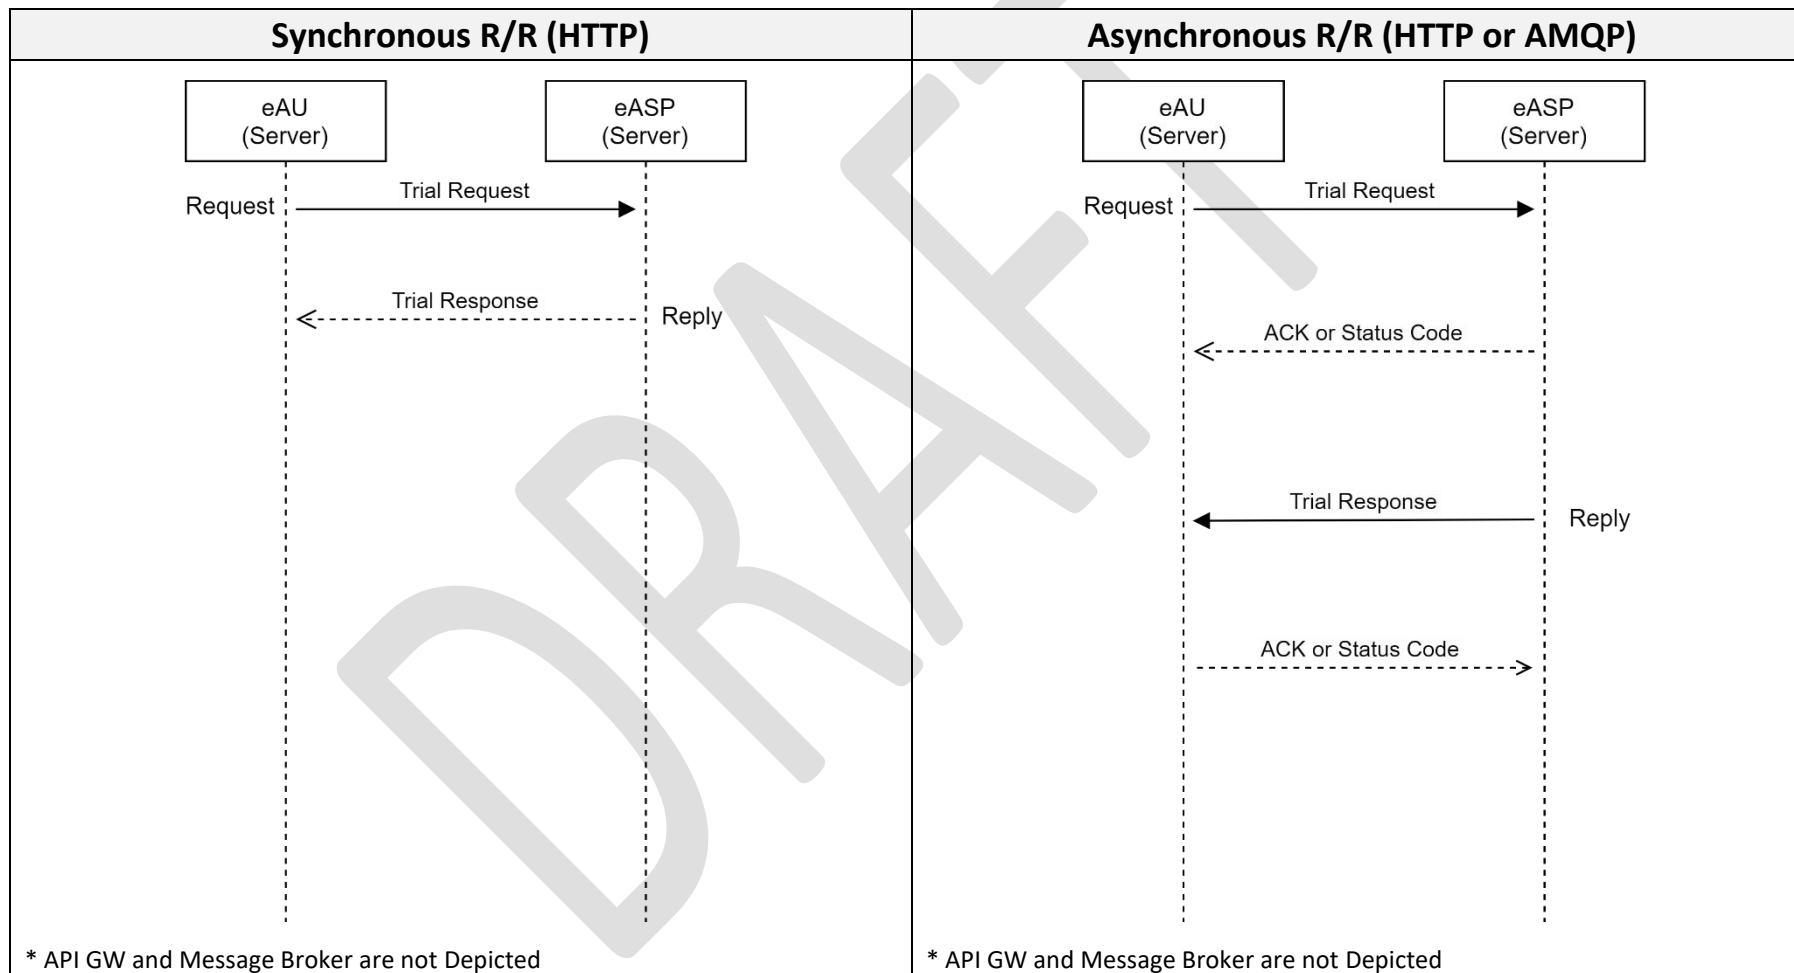 Synchronous R/R (HTTP)
eAU
(Server)
eASP
(Server)
Request
Trial Request
Trial Response
Reply
* API GW and Message Broker are not Depicted
Asynchronous R/R (HTTP or AMQP)
eAU
(Server)
eASP
(Server)
Request
Trial Request
ACK or Status Code
Trial Response
Reply
ACK or Status Code
* API GW and Message Broker are not Depicted
DRAFT